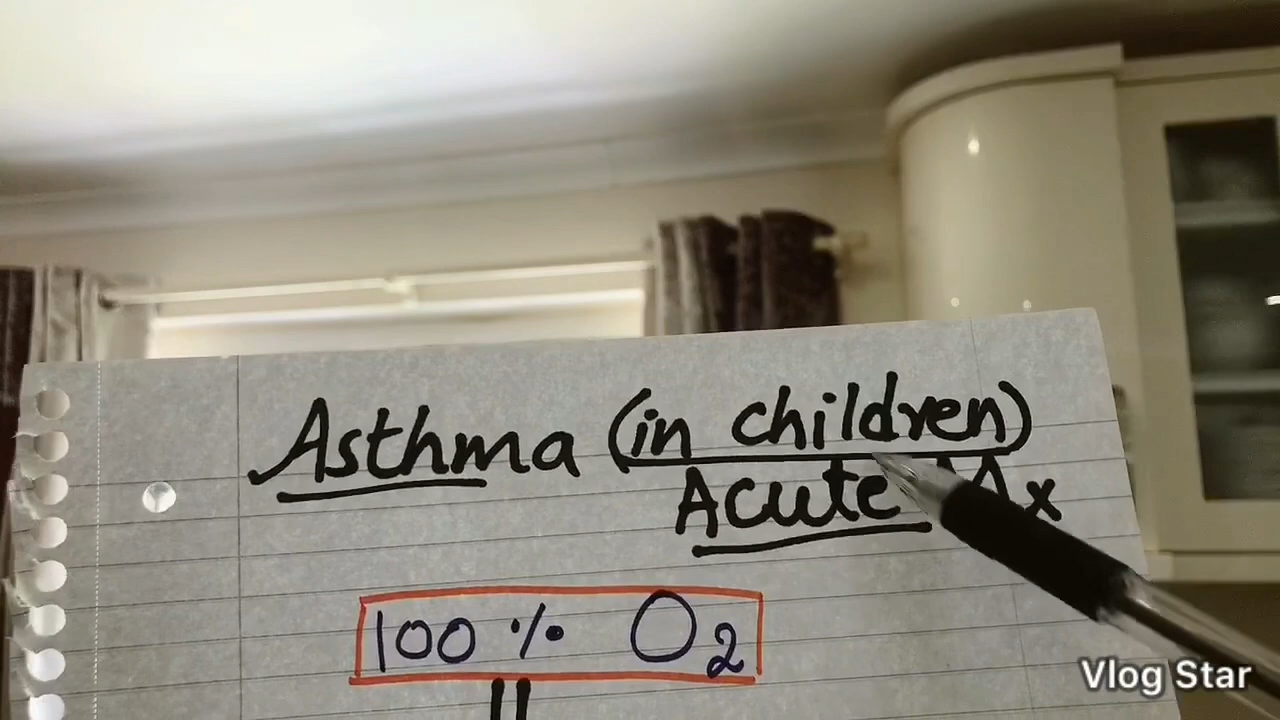 Asthma (in children)
Acute
100 % O2
Vlog Star